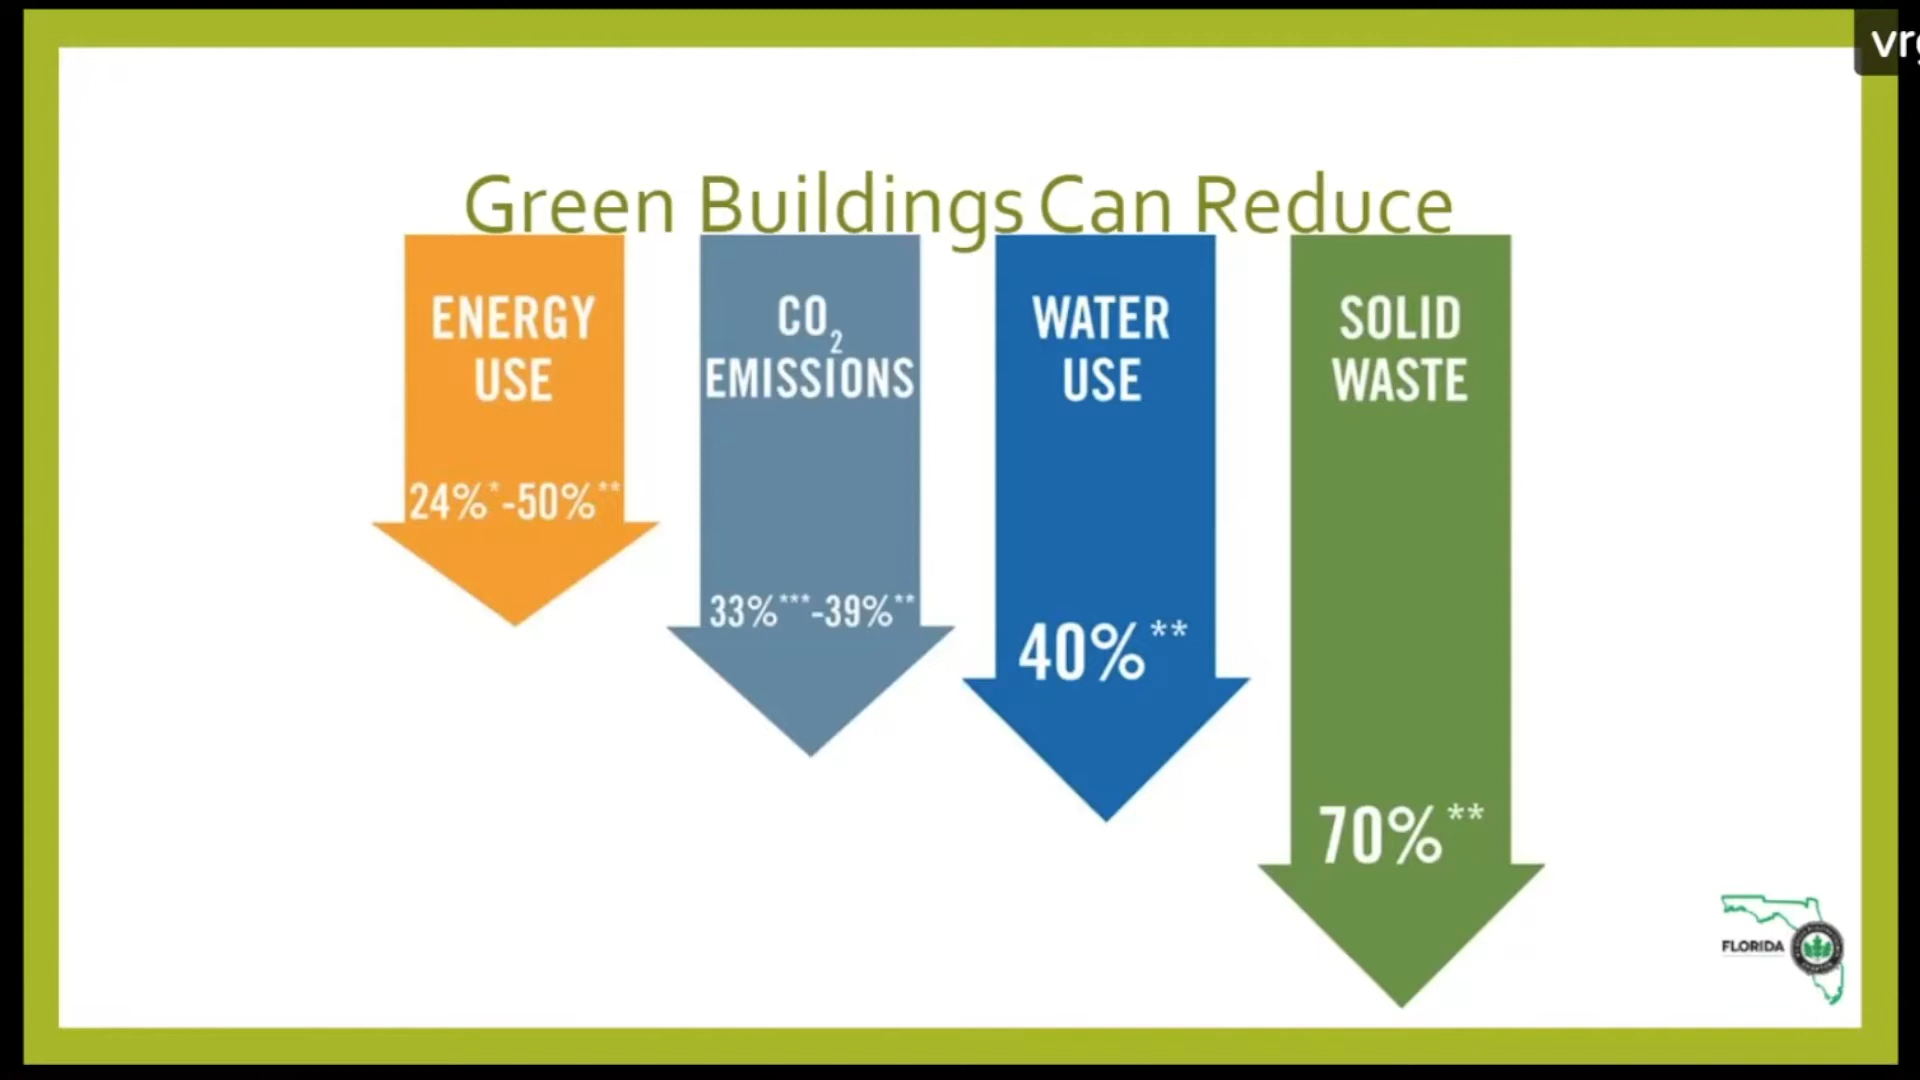 vr
Green Buildings Can Reduce
ENERGY
USE
24%*-50%**
CO₂
EMISSIONS
33%***-39%**
WATER
USE
40%**
SOLID
WASTE
70%**
FLORIDA